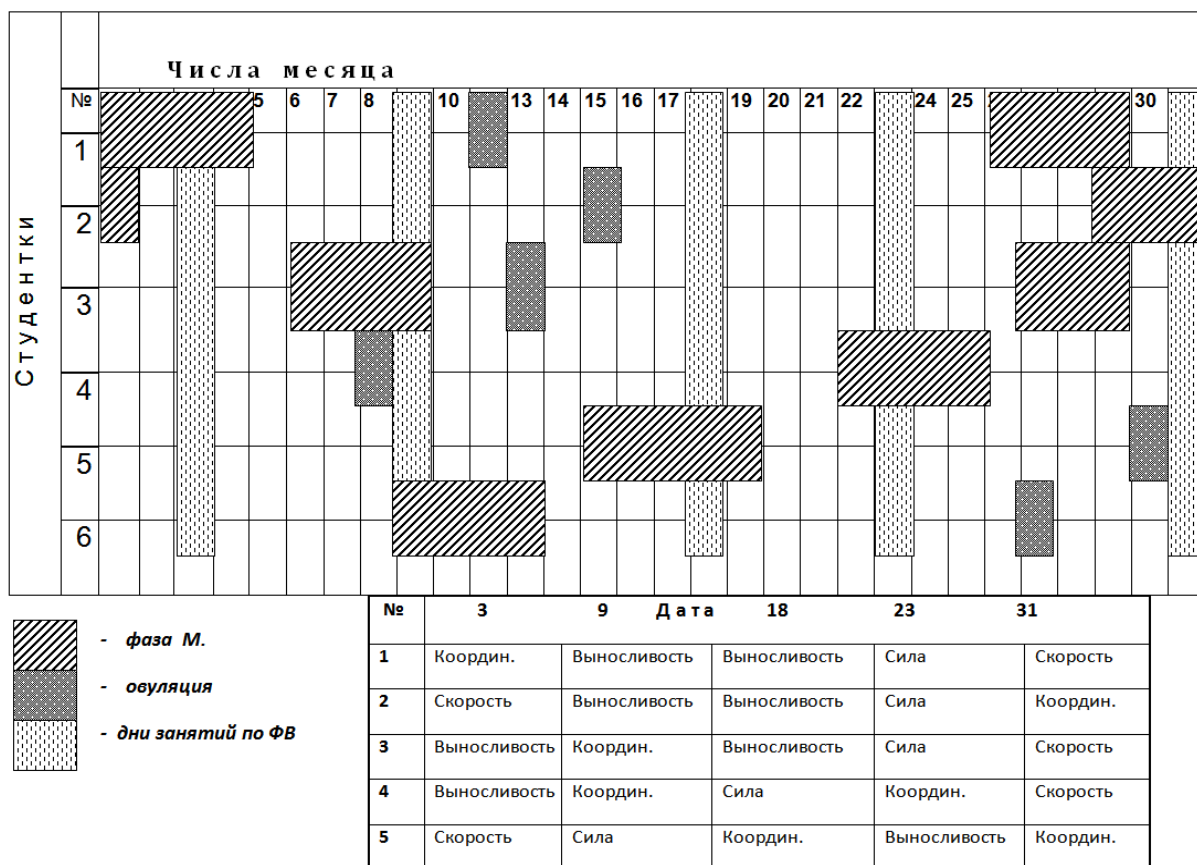 Числа месяца
Студентки
№ 5 6 7 8 10 13 14 15 16 17 19 20 21 22 24 25 30
1
2
3
4
5
6
- фаза М.
- овуляция
- дни занятий по ФВ
№ 3 9 Дата 18 23 31
1 Координ. Выносливость Выносливость Сила Скорость
2 Скорость Выносливость Выносливость Сила Координ.
3 Выносливость Координ. Выносливость Сила Скорость
4 Выносливость Координ. Сила Координ. Скорость
5 Скорость Сила Координ. Выносливость Координ.